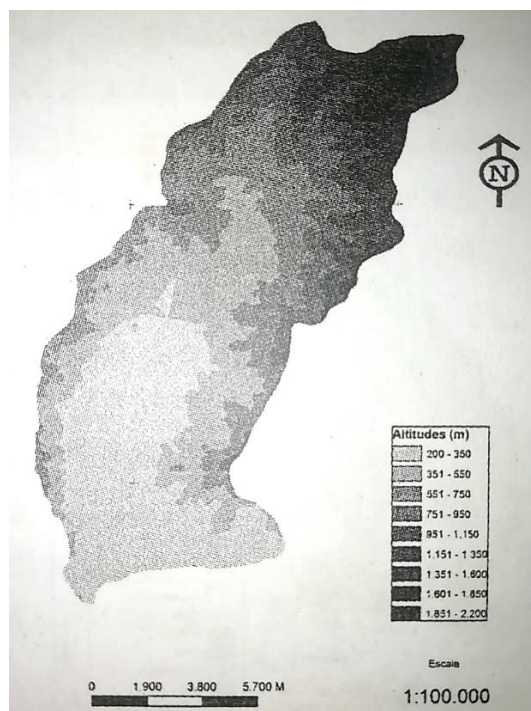 N
Altitudes (m)
200 - 350
351 - 550
551 - 750
751 - 950
951 - 1.150
1.151 - 1.350
1.351 - 1.600
1.601 - 1.850
1.851 - 2.200
0 1.900 3.800 5.700 M
Escala
1:100.000